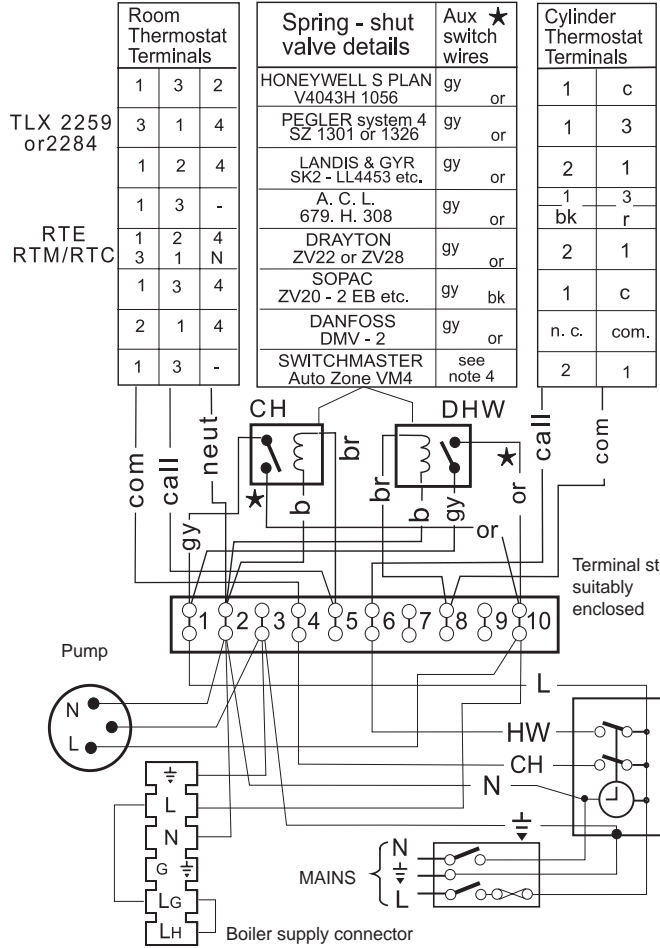 Room Thermostat Terminals
Spring - shut valve details
Aux ★ switch wires
Cylinder Thermostat Terminals
1 3 2
HONEYWELL S PLAN
V4043H 1056
gy or
1 c
TLX 2259
or2284
3 1 4
PEGLER system 4
SZ 1301 or 1326
gy or
1 3
1 2 4
LANDIS & GYR
SK2 - LL4453 etc.
gy or
2 1
1 3 -
A. C. L.
679. H. 308
gy or
1 3
bk r
RTE
RTM/RTC
1 2 4
3 1 N
DRAYTON
ZV22 or ZV28
gy or
2 1
1 3 4
SOPAC
ZV20 - 2 EB etc.
gy bk
1 c
2 1 4
DANFOSS
DMV - 2
gy or
n. c. com.
1 3 -
SWITCHMASTER
Auto Zone VM4
see
note 4
2 1
CH
DHW
com
call
neut
gy
★
b
br
br
b
gy
or
★
or
call
com
Terminal st
suitably
enclosed
1 2 3 4 5 6 7 8 9 10
Pump
N
L
L
HW
CH
N
L
N
G
LG
LH
MAINS
N
L
Boiler supply connector